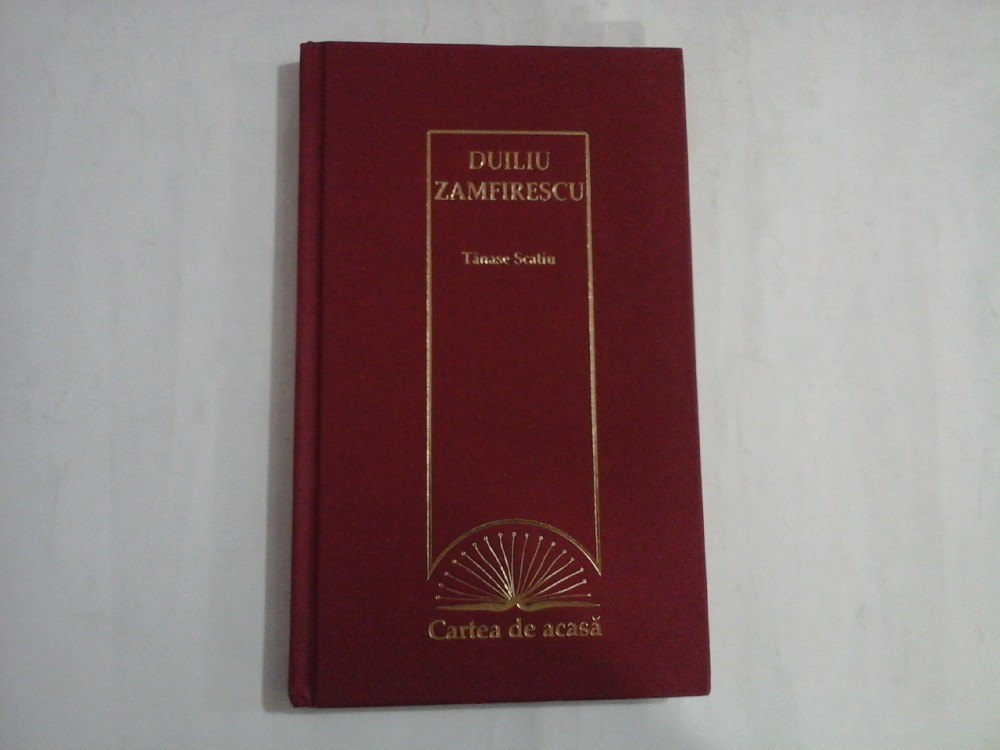 DUILIU
ZAMFIRESCU
Tănase Scatiu
Cartea de acasă